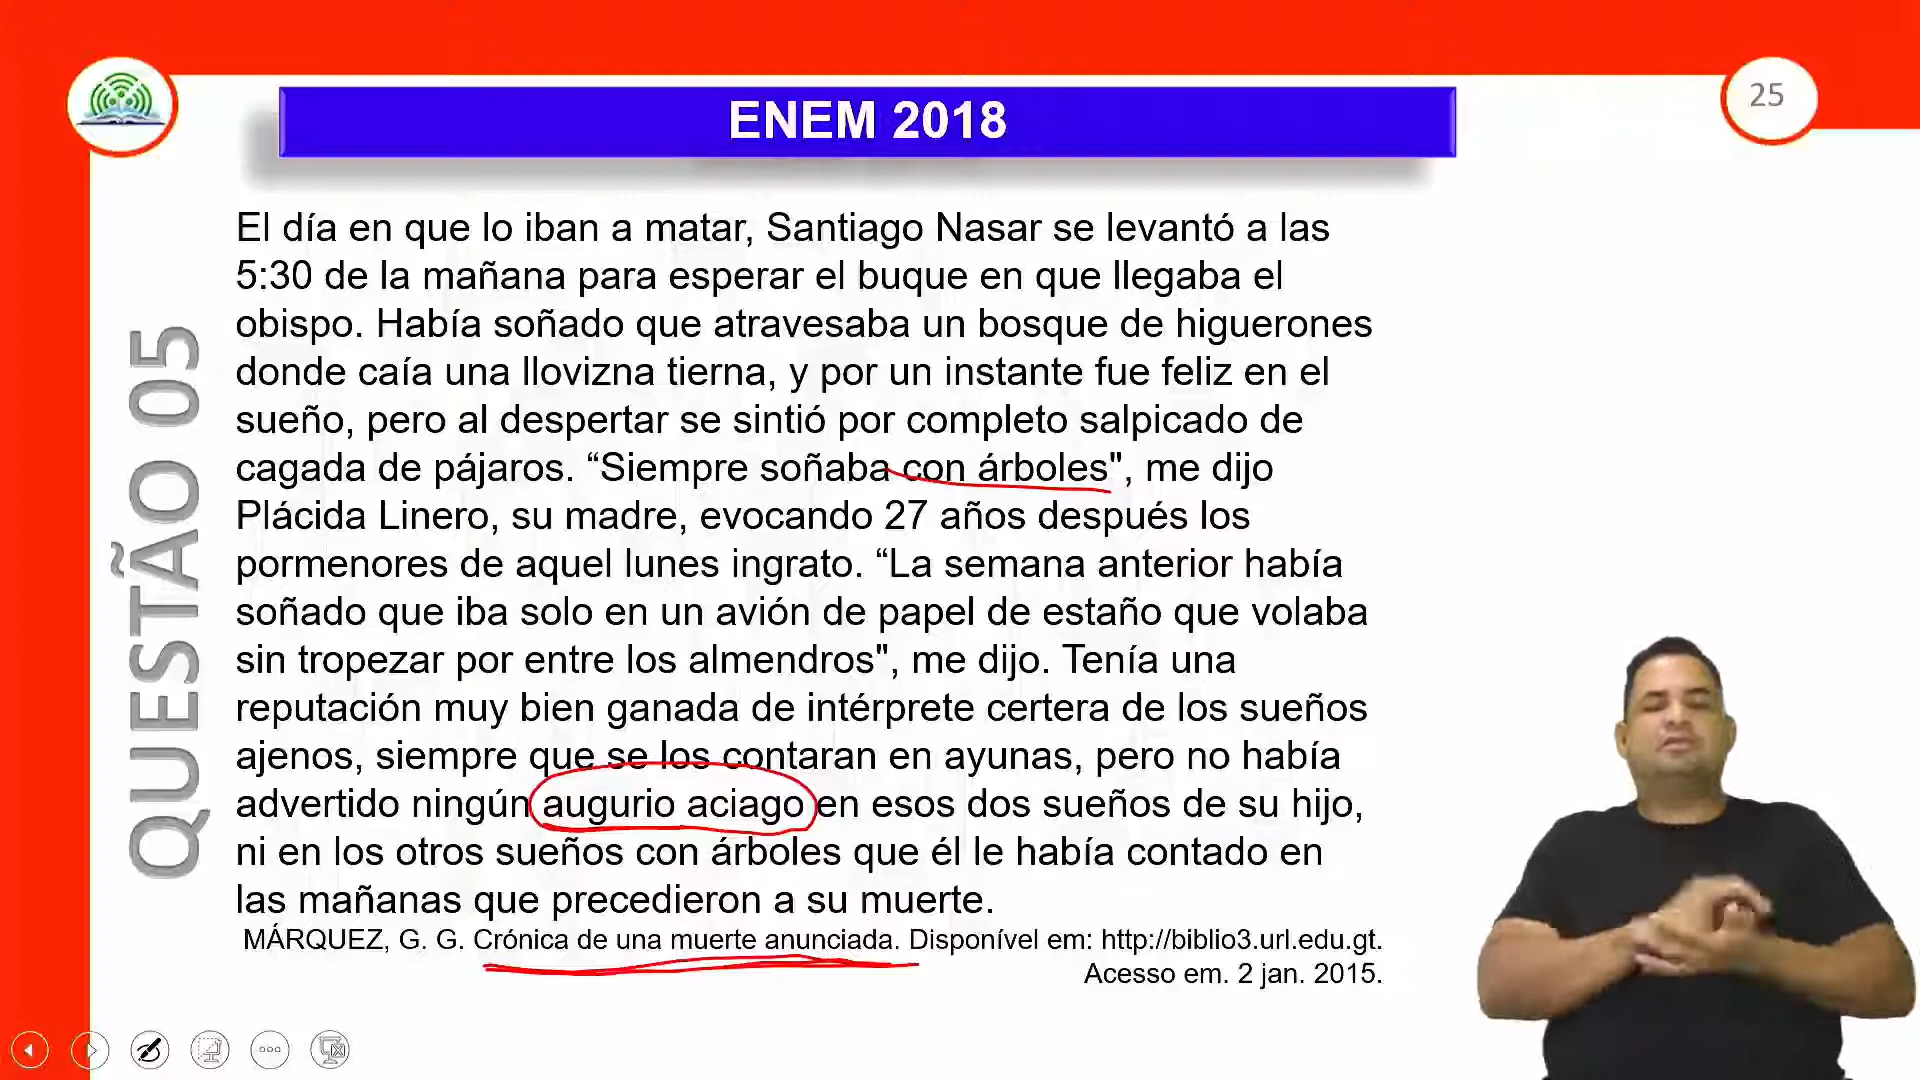 25
ENEM 2018
QUESTÃO 05
El día en que lo iban a matar, Santiago Nasar se levantó a las
5:30 de la mañana para esperar el buque en que llegaba el
obispo. Había soñado que atravesaba un bosque de higuerones
donde caía una llovizna tierna, y por un instante fue feliz en el
sueño, pero al despertar se sintió por completo salpicado de
cagada de pájaros. “Siempre soñaba con árboles", me dijo
Plácida Linero, su madre, evocando 27 años después los
pormenores de aquel lunes ingrato. “La semana anterior había
soñado que iba solo en un avión de papel de estaño que volaba
sin tropezar por entre los almendros", me dijo. Tenía una
reputación muy bien ganada de intérprete certera de los sueños
ajenos, siempre que se los contaran en ayunas, pero no había
advertido ningún augurio aciago en esos dos sueños de su hijo,
ni en los otros sueños con árboles que él le había contado en
las mañanas que precedieron a su muerte.
MÁRQUEZ, G. G. Crónica de una muerte anunciada. Disponível em: http://biblio3.url.edu.gt.
Acesso em. 2 jan. 2015.